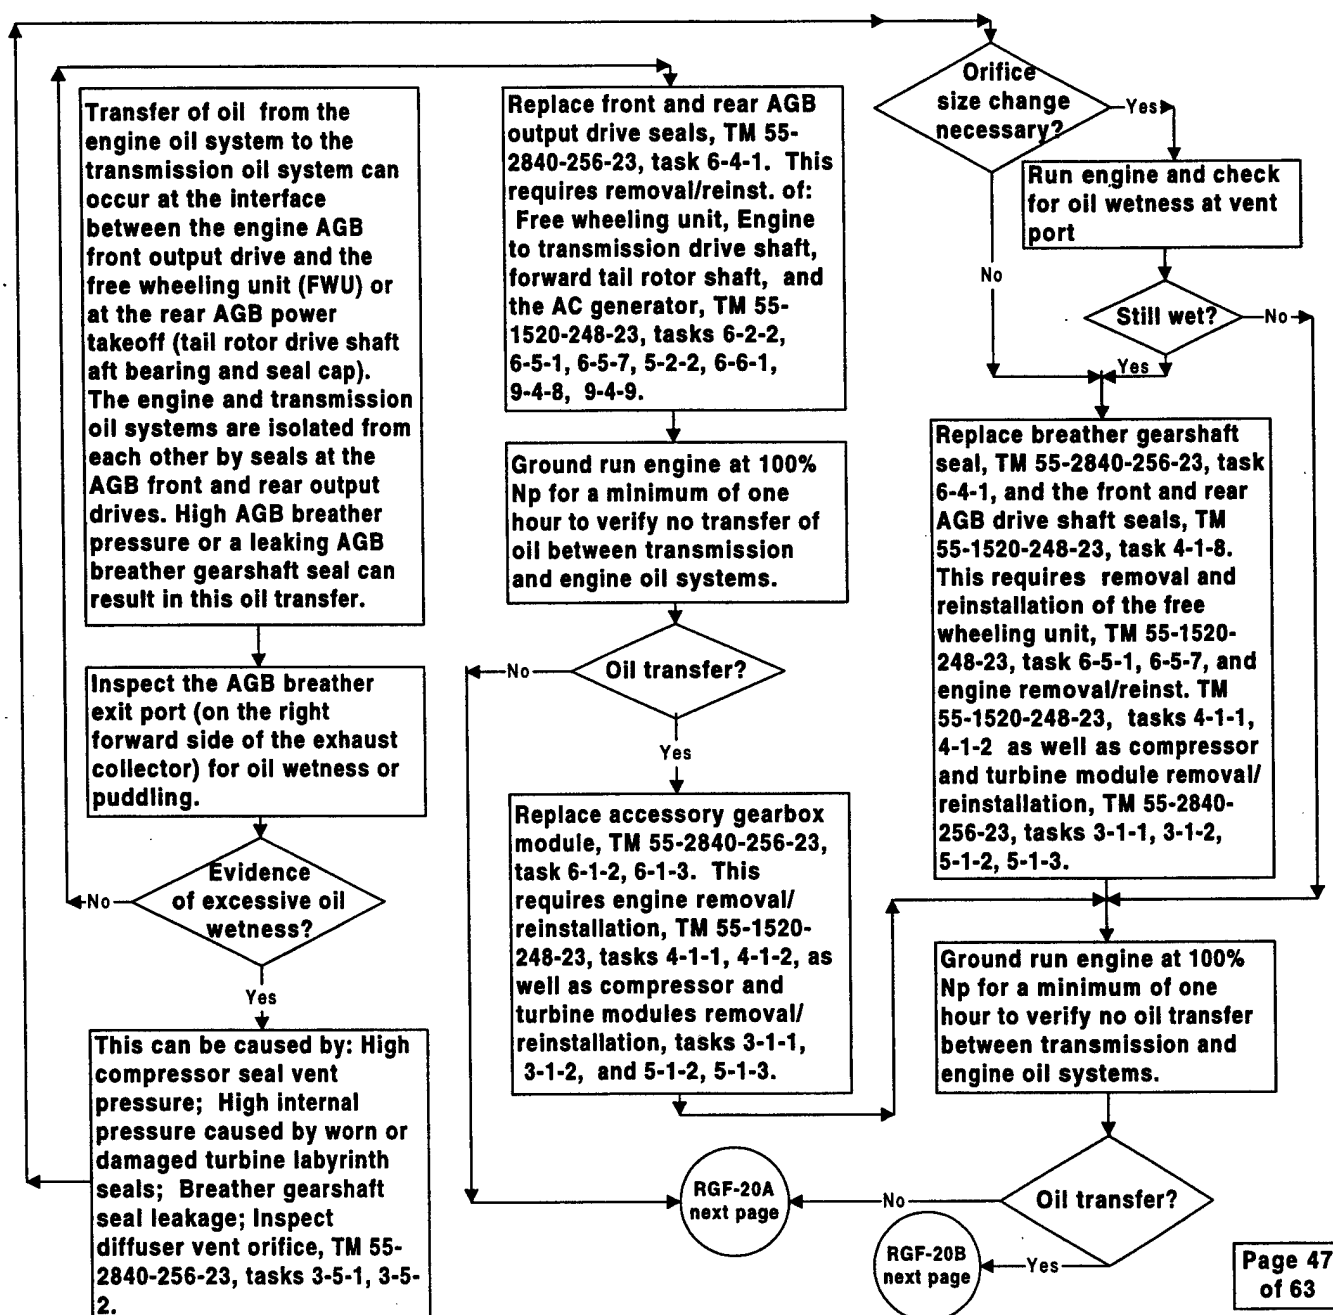 Transfer of oil from the
engine oil system to the
transmission oil system can
occur at the interface
between the engine AGB
front output drive and the
free wheeling unit (FWU) or
at the rear AGB power
takeoff (tail rotor drive shaft
aft bearing and seal cap).
The engine and transmission
oil systems are isolated from
each other by seals at the
AGB front and rear output
drives. High AGB breather
pressure or a leaking AGB
breather gearshaft seal can
result in this oil transfer.
Inspect the AGB breather
exit port (on the right
forward side of the exhaust
collector) for oil wetness or
puddling.
Evidence
of excessive oil
wetness?
No
Yes
This can be caused by: High
compressor seal vent
pressure; High internal
pressure caused by worn or
damaged turbine labyrinth
seals; Breather gearshaft
seal leakage; Inspect
diffuser vent orifice, TM 55-
2840-256-23, tasks 3-5-1, 3-5-
2.
Replace front and rear AGB
output drive seals, TM 55-
2840-256-23, task 6-4-1. This
requires removal/reinst. of:
Free wheeling unit, Engine
to transmission drive shaft,
forward tail rotor shaft, and
the AC generator, TM 55-
1520-248-23, tasks 6-2-2,
6-5-1, 6-5-7, 5-2-2, 6-6-1,
9-4-8, 9-4-9.
Ground run engine at 100%
Np for a minimum of one
hour to verify no transfer of
oil between transmission
and engine oil systems.
Oil transfer?
No
Yes
Replace accessory gearbox
module, TM 55-2840-256-23,
task 6-1-2, 6-1-3. This
requires engine removal/
reinstallation, TM 55-1520-
248-23, tasks 4-1-1, 4-1-2, as
well as compressor and
turbine modules removal/
reinstallation, tasks 3-1-1,
3-1-2, and 5-1-2, 5-1-3.
Orifice
size change
necessary?
Yes
No
Run engine and check
for oil wetness at vent
port
Still wet?
No
Yes
Replace breather gearshaft
seal, TM 55-2840-256-23, task
6-4-1, and the front and rear
AGB drive shaft seals, TM
55-1520-248-23, task 4-1-8.
This requires removal and
reinstallation of the free
wheeling unit, TM 55-1520-
248-23, task 6-5-1, 6-5-7, and
engine removal/reinst. TM
55-1520-248-23, tasks 4-1-1,
4-1-2 as well as compressor
and turbine module removal/
reinstallation, TM 55-2840-
256-23, tasks 3-1-1, 3-1-2,
5-1-2, 5-1-3.
Ground run engine at 100%
Np for a minimum of one
hour to verify no oil transfer
between transmission and
engine oil systems.
Oil transfer?
No
Yes
RGF-20A
next page
RGF-20B
next page
Page 47
of 63